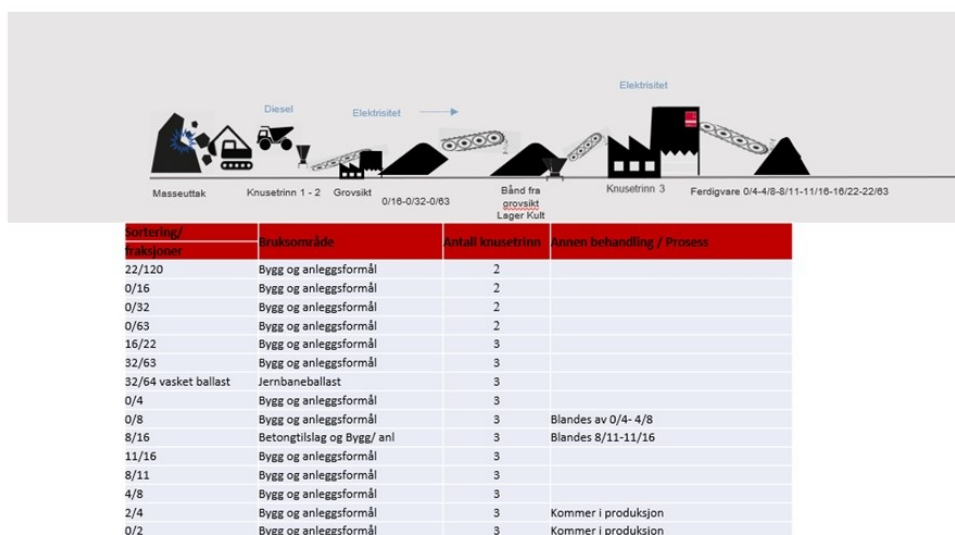 Elektrisitet
Diesel
Elektrisitet
Masseuttak
Knusetrinn 1 - 2
Grovsikt
0/16-0/32-0/63
Bånd fra
grovsikt
Lager Kult
Knusetrinn 3
Ferdigvare 0/4-4/8-8/11-11/16-16/22-22/63
Sortering/
fraksjoner
Bruksområde
Antall knusetrinn
Annen behandling / Prosess
22/120 Bygg og anleggsformål 2
0/16 Bygg og anleggsformål 2
0/32 Bygg og anleggsformål 2
0/63 Bygg og anleggsformål 2
16/22 Bygg og anleggsformål 3
32/63 Bygg og anleggsformål 3
32/64 vasket ballast Jernbaneballast 3
0/4 Bygg og anleggsformål 3
0/8 Bygg og anleggsformål 3 Blandes av 0/4- 4/8
8/16 Betongtilslag og Bygg/ anl 3 Blandes 8/11-11/16
11/16 Bygg og anleggsformål 3
8/11 Bygg og anleggsformål 3
4/8 Bygg og anleggsformål 3
2/4 Bygg og anleggsformål 3 Kommer i produksjon
0/2 Bygg og anleggsformål 3 Kommer i produksjon